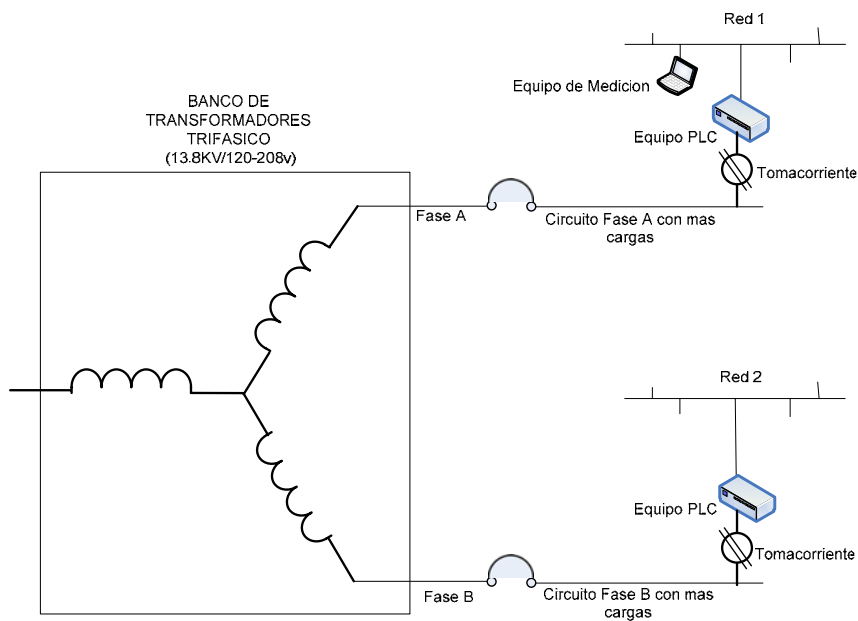 Red 1
Equipo de Medicion
BANCO DE
TRANSFORMADORES
TRIFASICO
(13.8KV/120-208v)
Equipo PLC
Tomacorriente
Fase A
Circuito Fase A con mas
cargas
Red 2
Equipo PLC
Tomacorriente
Fase B
Circuito Fase B con mas
cargas